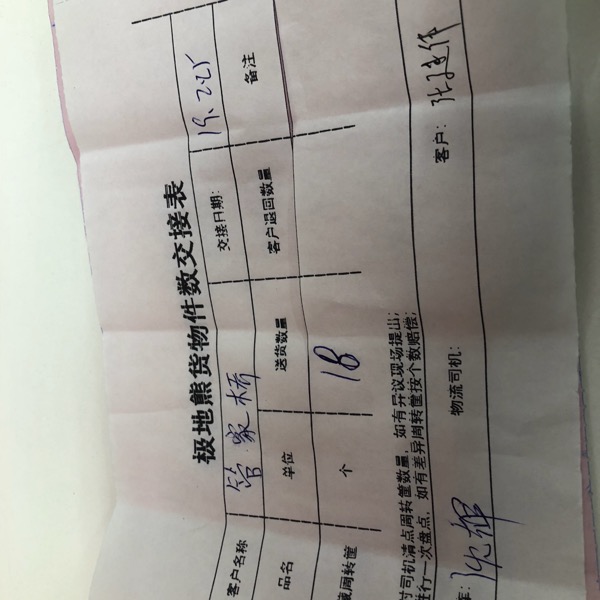 极地熊货物件数交接表
客户名称 管家桥 交接日期: 19.2.25
品名 单位 送货数量 客户退回数量 备注
藏周转筐 个 18
付司机清点周转筐数量，如有异议现场提出;
进行一次盘点，如有差异周转筐按个数赔偿;
物流司机: 客户: